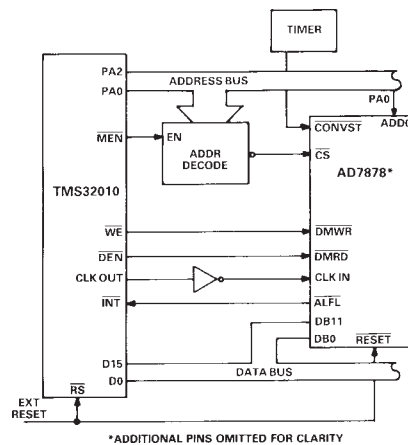 TIMER
PA2
ADDRESS BUS
PA0
PA0
ADD0
MEN
EN
ADDR
DECODE
CONVST
CS
TMS32010
AD7878*
WE
DMWR
DEN
DMRD
CLK OUT
CLK IN
INT
ALFL
DB11
DB0
RESET
D15
DATA BUS
D0
RS
EXT
RESET
*ADDITIONAL PINS OMITTED FOR CLARITY